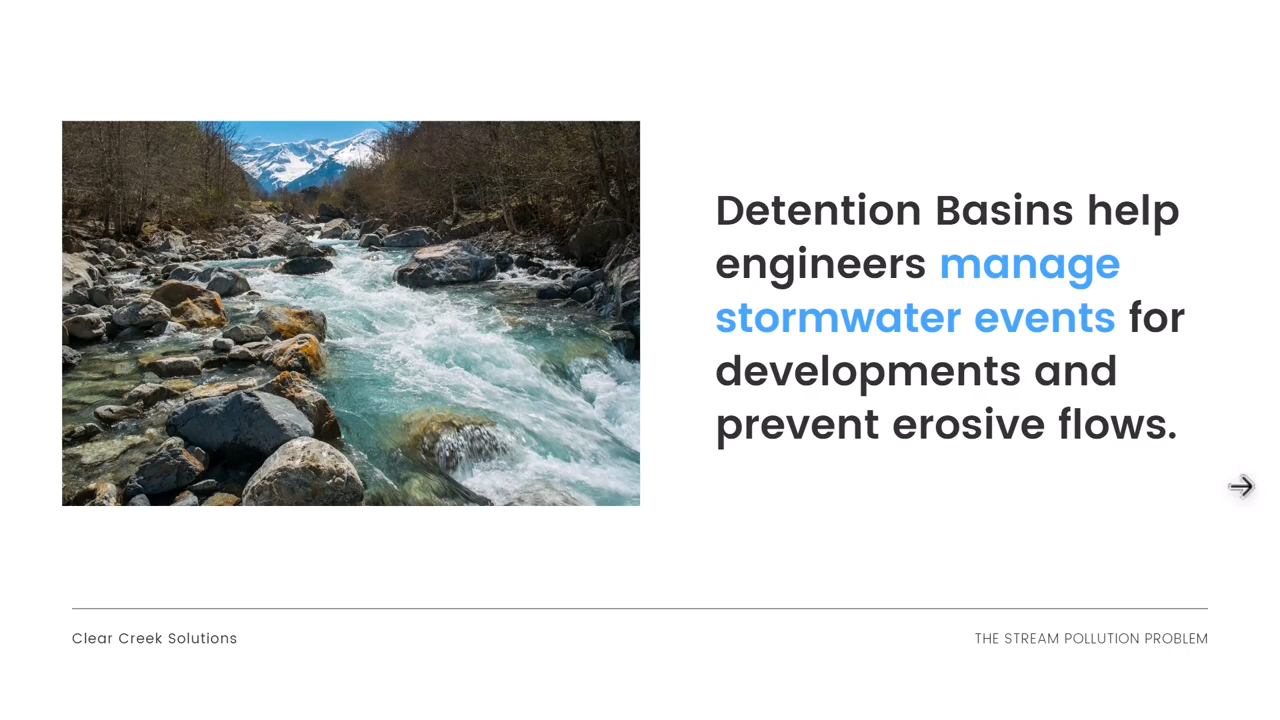 Detention Basins help
engineers manage
stormwater events for
developments and
prevent erosive flows.
Clear Creek Solutions
THE STREAM POLLUTION PROBLEM